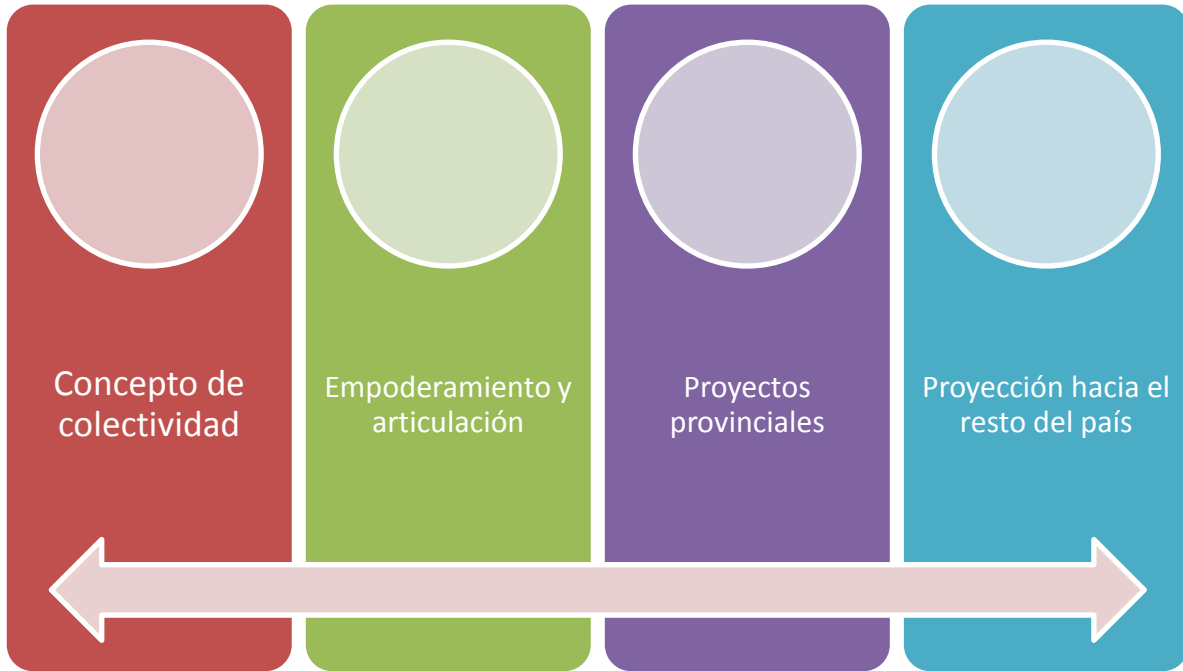 Concepto de
colectividad
Empoderamiento y
articulación
Proyectos
provinciales
Proyección hacia el
resto del país